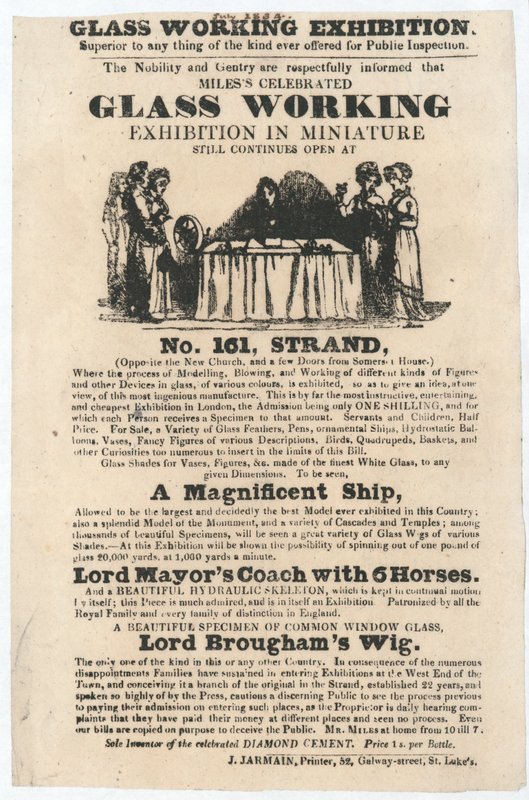 July 1834.
GLASS WORKING EXHIBITION.
Superior to any thing of the kind ever offered for Public Inspection.
The Nobility and Gentry are respectfully informed that
MILES'S CELEBRATED
GLASS WORKING
EXHIBITION IN MINIATURE
STILL CONTINUES OPEN AT
No. 161, STRAND,
(Opposite the New Church, and a few Doors from Somerset House.)
Where the process of Modelling, Blowing, and Working of different kinds of Figures
and other Devices in glass, of various colours, is exhibited, so as to give an idea, at one
view, of this most ingenious manufacture. This is by far the most instructive, entertaining,
and cheapest Exhibition in London, the Admission being only ONE SHILLING, and for
which each Person receives a Specimen to that amount. Servants and Children, Half
Price. For Sale, a Variety of Glass Feathers, Pens, ornamental Ships, Hydrostatic Bal-
loons, Vases, Fancy Figures of various Descriptions, Birds, Quadrupeds, Baskets, and
other Curiosities too numerous to insert in the limits of this Bill.
Glass Shades for Vases, Figures, &c. made of the finest White Glass, to any
given Dimensions. To be seen,
A Magnificent Ship,
Allowed to be the largest and decidedly the best Model ever exhibited in this Country;
also a splendid Model of the Monument, and a variety of Cascades and Temples; among
thousands of beautiful Specimens, will be seen a great variety of Glass Wigs of various
Shades.—At this Exhibition will be shown the possibility of spinning out of one pound of
glass 20,000 yards, at 1,000 yards a minute.
Lord Mayor's Coach with 6 Horses.
And a BEAUTIFUL HYDRAULIC SKELETON, which is kept in continual motion
by itself; this Piece is much admired, and is in itself an Exhibition Patronized by all the
Royal Family and every family of distinction in England.
A BEAUTIFUL SPECIMEN OF COMMON WINDOW GLASS,
Lord Brougham's Wig.
The only one of the kind in this or any other Country. In consequence of the numerous
disappointments Families have sustained in entering Exhibitions at the West End of the
Town, and conceiving it a branch of the original in the Strand, established 22 years, and
spoken so highly of by the Press, cautions a discerning Public to see the process previous
to paying their admission on entering such places, as the Proprietor is daily hearing com-
plaints that they have paid their money at different places and seen no process. Even
our bills are copied on purpose to deceive the Public. MR. MILES at home from 10 till 7.
Sole Inventor of the celebrated DIAMOND CEMENT. Price 1s. per Bottle.
J. JARMAIN, Printer, 52, Galway-street, St. Luke's.